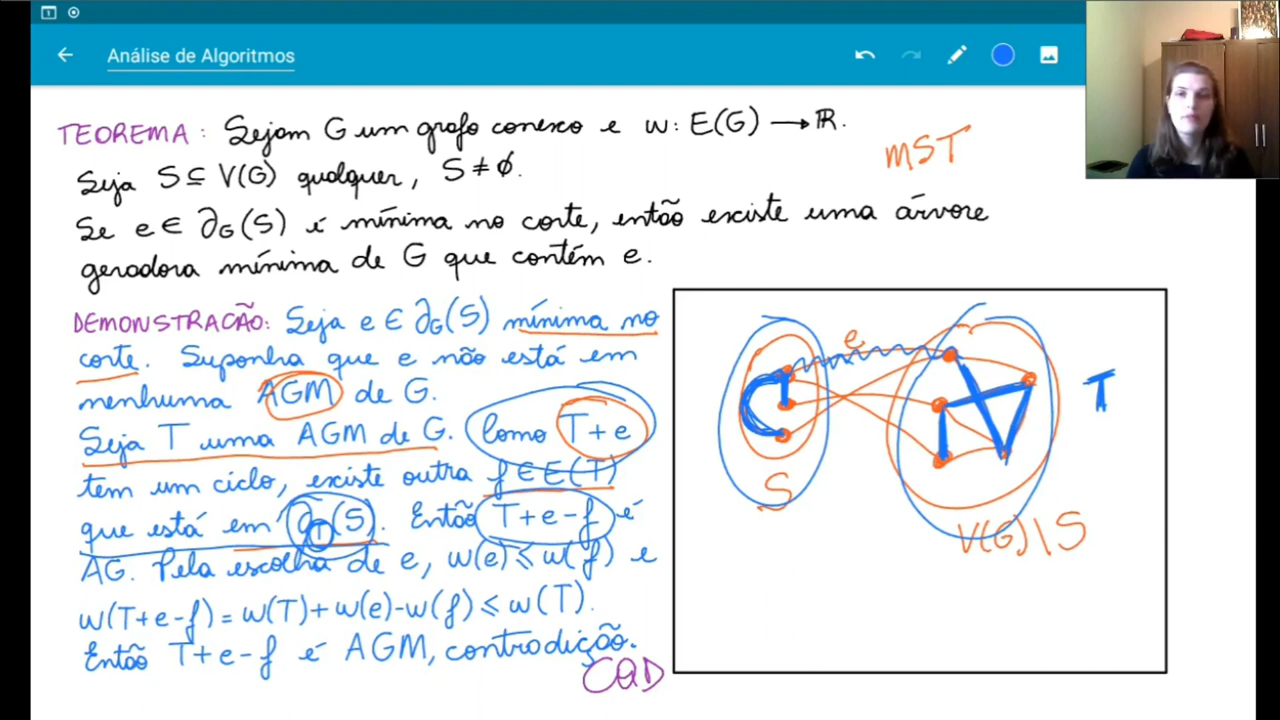 Análise de Algoritmos
TEOREMA: Sejam G um grafo conexo e w: E(G) → ℝ.
MST
Seja S ⊆ V(G) qualquer, S ≠ ∅.
Se e ∈ ∂G(S) é mínima no corte, então existe uma árvore
geradora mínima de G que contém e.
DEMONSTRACÃO: Seja e ∈ ∂G(S) mínima no
corte. Suponha que e não está em
nenhuma AGM de G.
Seja T uma AGM de G. Como T+e
tem um ciclo, existe outra f ∈ E(T)
que está em ∂T(S). Então T+e-f é
AG. Pela escolha de e, w(e) ≤ w(f) e
w(T+e-f) = w(T) + w(e) - w(f) ≤ w(T).
Então T+e-f é AGM, contradição.
CQD
e
T
S
V(G)\S